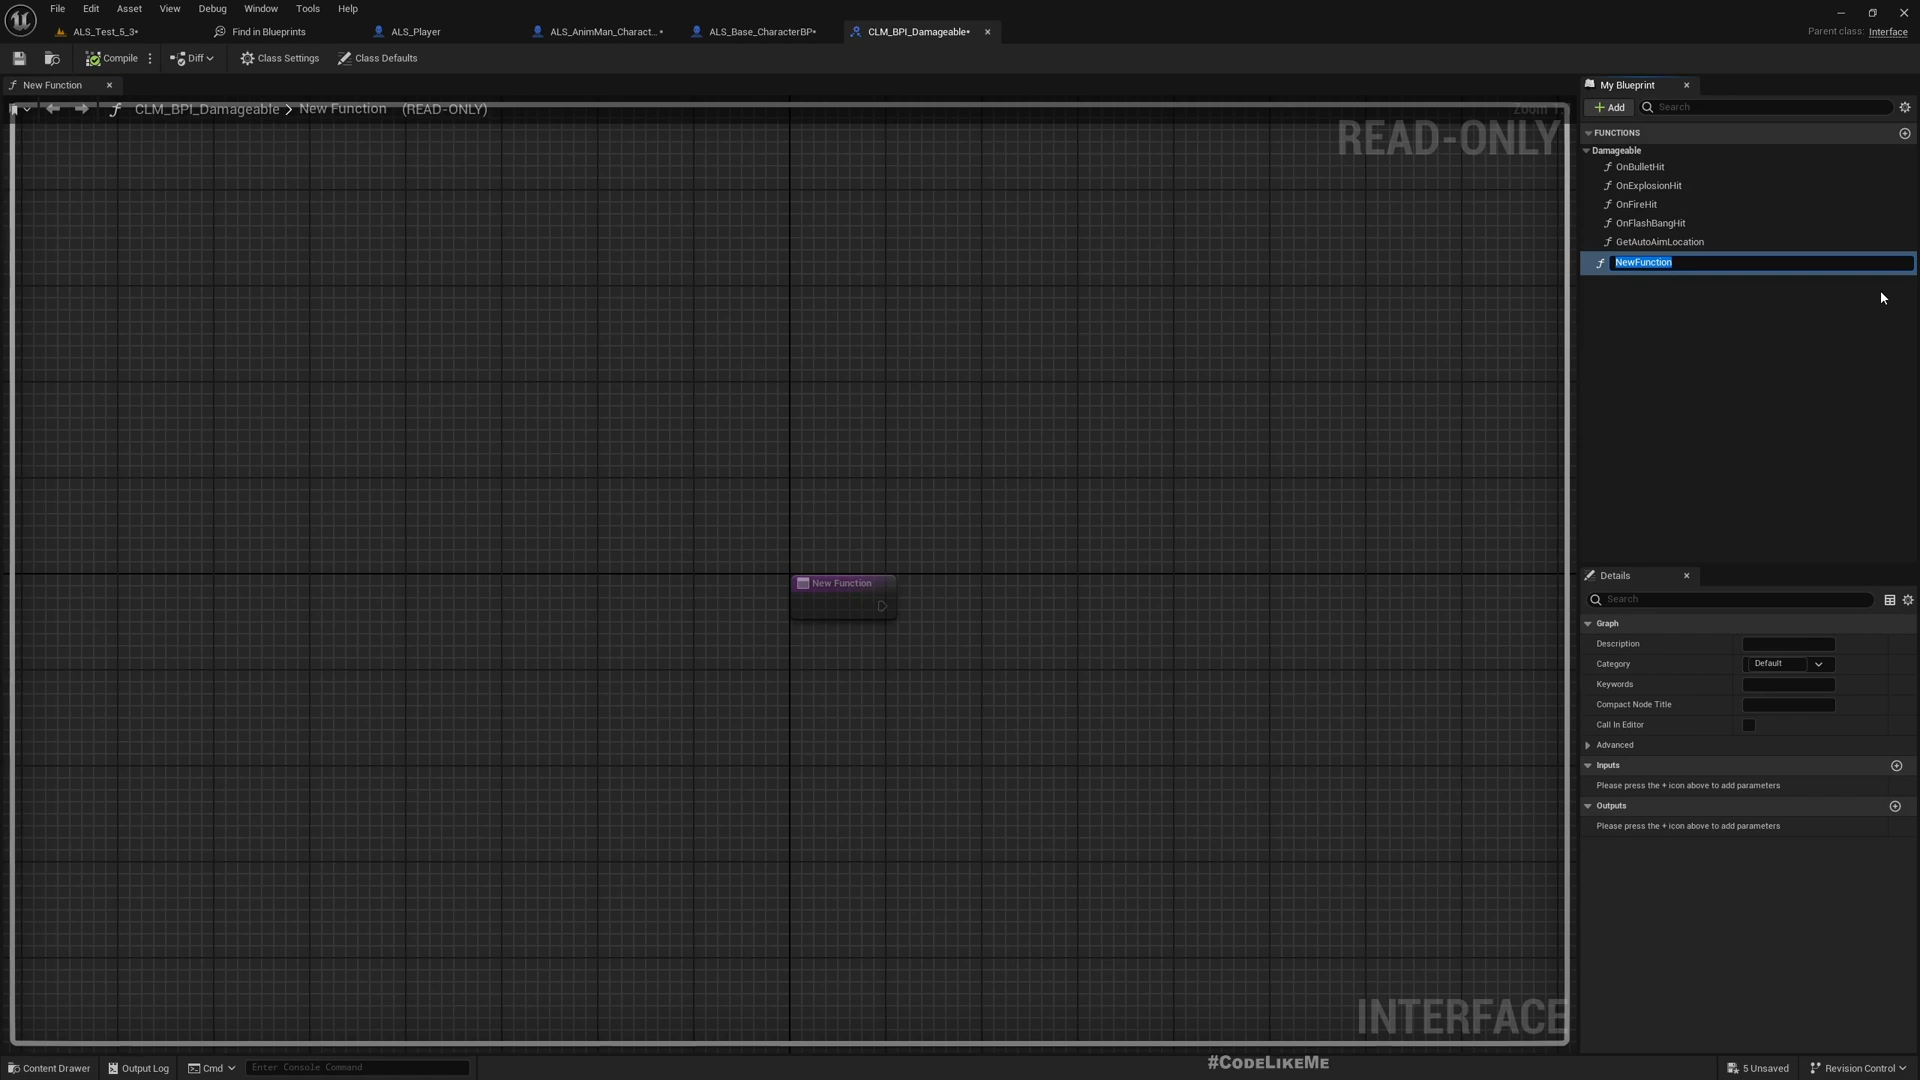 File Edit Asset View Debug Window Tools Help
ALS_Test_5_3* Find in Blueprints ALS_Player ALS_AnimMan_Charact...* ALS_Base_CharacterBP* CLM_BPI_Damageable*
Parent class: Interface
Compile Diff Class Settings Class Defaults
New Function
CLM_BPI_Damageable > New Function (READ-ONLY)
READ-ONLY
New Function
INTERFACE
My Blueprint
+ Add Search
FUNCTIONS
Damageable
OnBulletHit
OnExplosionHit
OnFireHit
OnFlashBangHit
GetAutoAimLocation
NewFunction
Details
Search
Graph
Description
Category Default
Keywords
Compact Node Title
Call In Editor
Advanced
Inputs
Please press the + icon above to add parameters
Outputs
Please press the + icon above to add parameters
Content Drawer Output Log Cmd Enter Console Command
#CodeLikeMe
5 Unsaved Revision Control